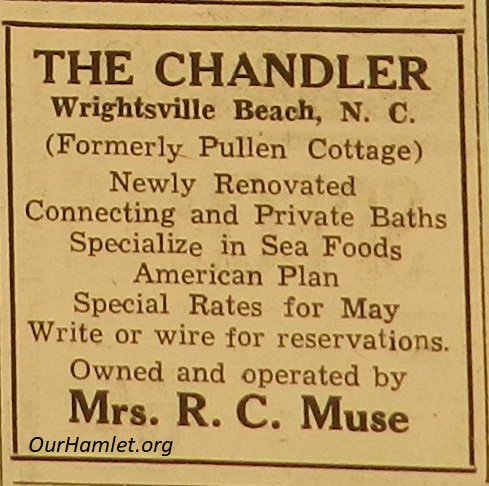 THE CHANDLER
Wrightsville Beach, N. C.
(Formerly Pullen Cottage)
Newly Renovated
Connecting and Private Baths
Specialize in Sea Foods
American Plan
Special Rates for May
Write or wire for reservations.
Owned and operated by
Mrs. R. C. Muse
OurHamlet.org